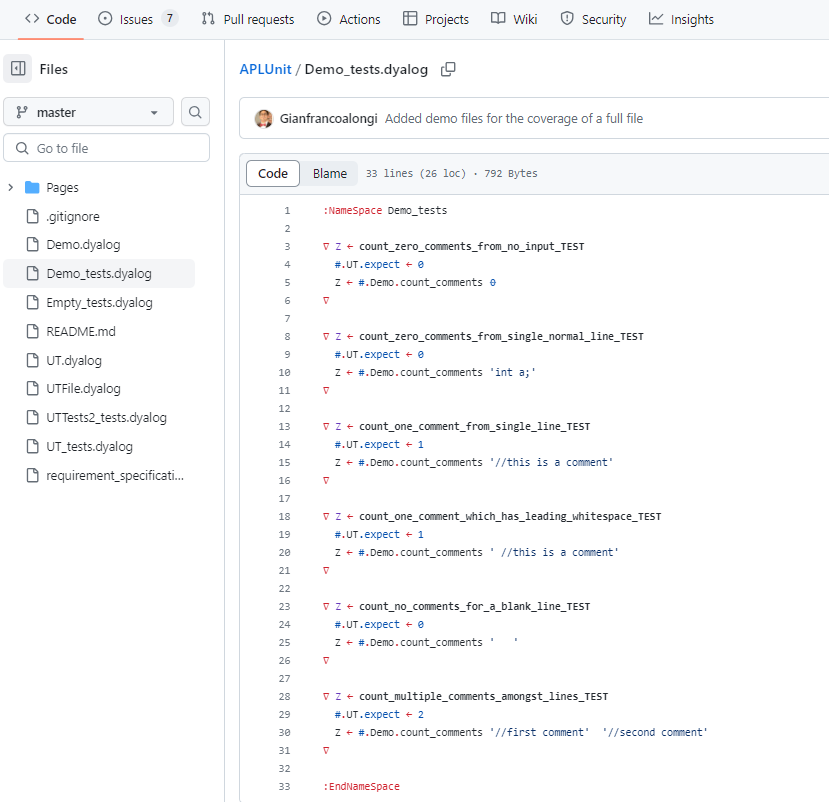 Code Issues 7 Pull requests Actions Projects Wiki Security Insights
Files
master
Go to file
Pages
.gitignore
Demo.dyalog
Demo_tests.dyalog
Empty_tests.dyalog
README.md
UT.dyalog
UTFile.dyalog
UTTests2_tests.dyalog
UT_tests.dyalog
requirement_specificati...
APLUnit / Demo_tests.dyalog
Gianfrancoalongi Added demo files for the coverage of a full file
Code Blame 33 lines (26 loc) · 792 Bytes
1 :NameSpace Demo_tests
2
3 ∇ Z ← count_zero_comments_from_no_input_TEST
4 #.UT.expect ← 0
5 Z ← #.Demo.count_comments ⍬
6 ∇
7
8 ∇ Z ← count_zero_comments_from_single_normal_line_TEST
9 #.UT.expect ← 0
10 Z ← #.Demo.count_comments 'int a;'
11 ∇
12
13 ∇ Z ← count_one_comment_from_single_line_TEST
14 #.UT.expect ← 1
15 Z ← #.Demo.count_comments '//this is a comment'
16 ∇
17
18 ∇ Z ← count_one_comment_which_has_leading_whitespace_TEST
19 #.UT.expect ← 1
20 Z ← #.Demo.count_comments ' //this is a comment'
21 ∇
22
23 ∇ Z ← count_no_comments_for_a_blank_line_TEST
24 #.UT.expect ← 0
25 Z ← #.Demo.count_comments '   '
26 ∇
27
28 ∇ Z ← count_multiple_comments_amongst_lines_TEST
29 #.UT.expect ← 2
30 Z ← #.Demo.count_comments '//first comment'  '//second comment'
31 ∇
32
33 :EndNameSpace